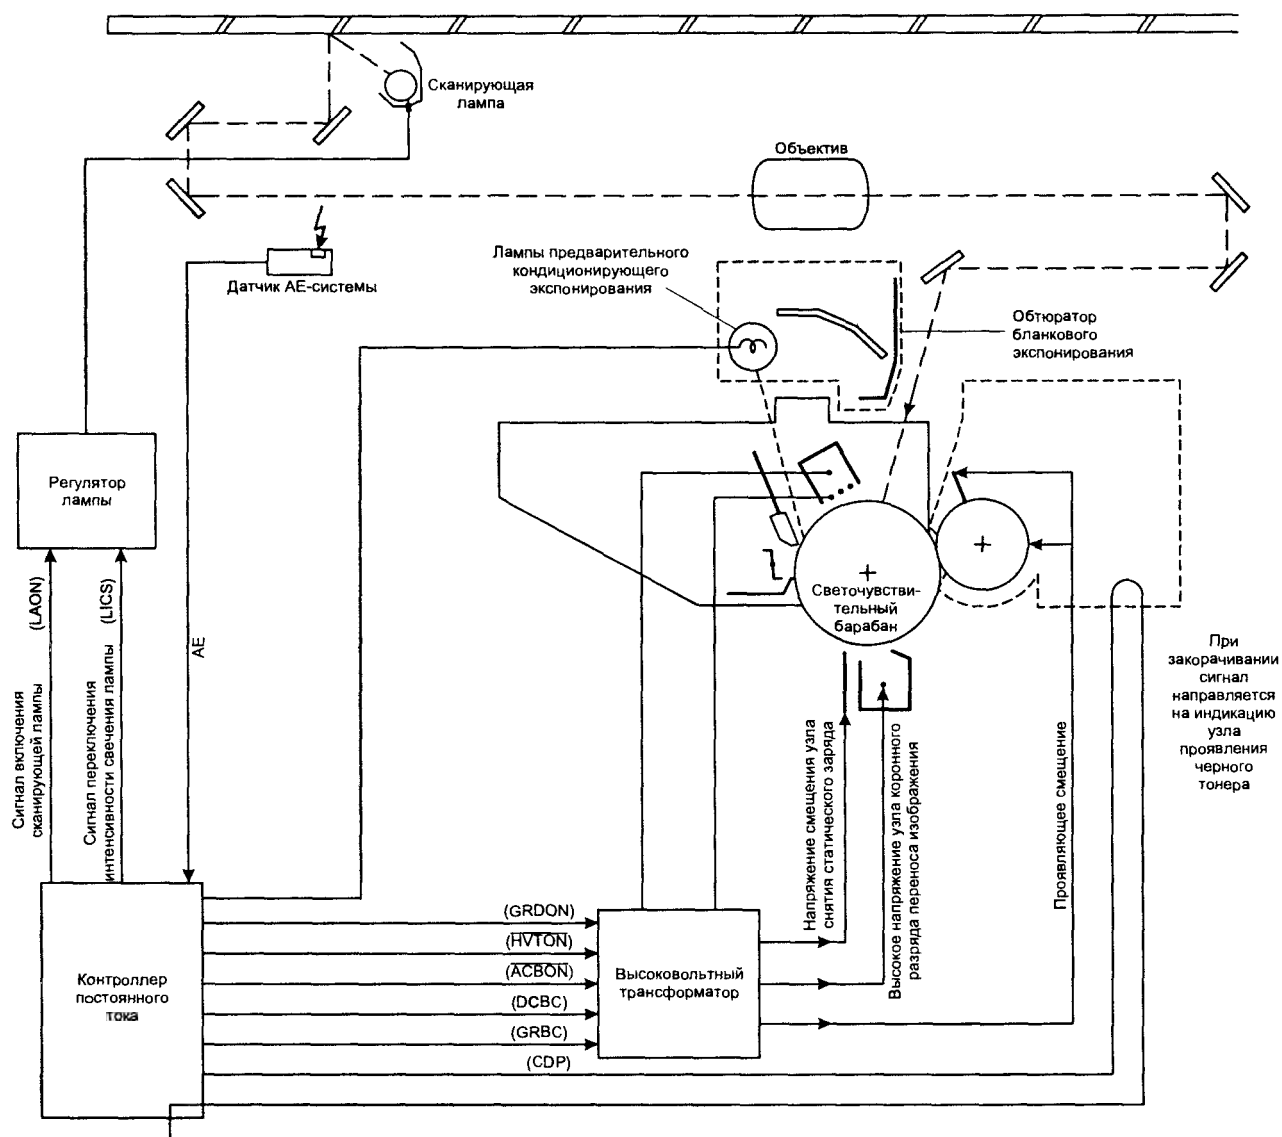 Сканирующая
лампа
Объектив
Лампы предварительного
кондиционирующего
экспонирования
Датчик АЕ-системы
Обтюратор
бланкового
экспонирования
Регулятор
лампы
Светочувстви-
тельный
барабан
(LAON)
(LICS)
АЕ
Сигнал включения
сканирующей лампы
Сигнал переключения
интенсивности свечения лампы
При
закорачивании
сигнал
направляется
на индикацию
узла
проявления
черного
тонера
Напряжение смещения узла
снятия статического заряда
Высокое напряжение узла коронного
разряда переноса изображения
Проявляющее смещение
Контроллер
постоянного
тока
(GRDON)
(HVTON)
(ACBON)
(DCBC)
(GRBC)
(CDP)
Высоковольтный
трансформатор